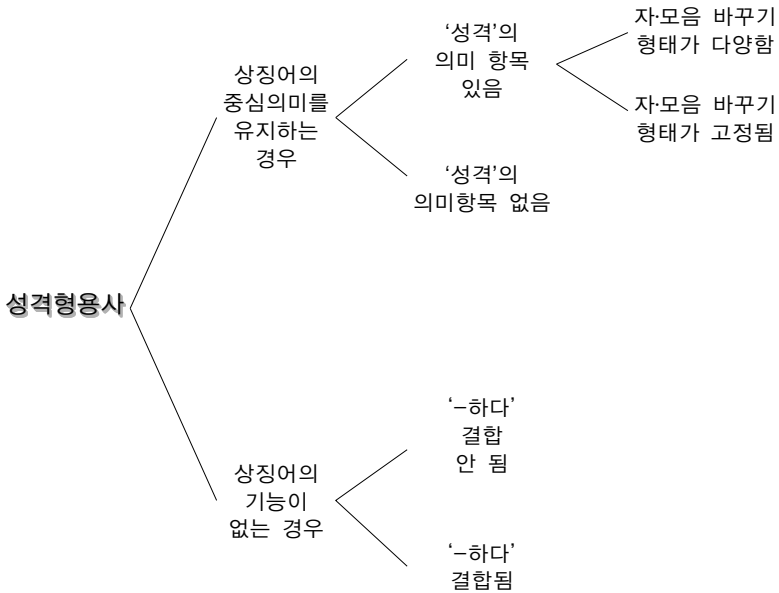 성격형용사
상징어의
중심의미를
유지하는
경우
‘성격’의
의미 항목
있음
자·모음 바꾸기
형태가 다양함
자·모음 바꾸기
형태가 고정됨
‘성격’의
의미항목 없음
상징어의
기능이
없는 경우
‘–하다’
결합
안 됨
‘–하다’
결합됨